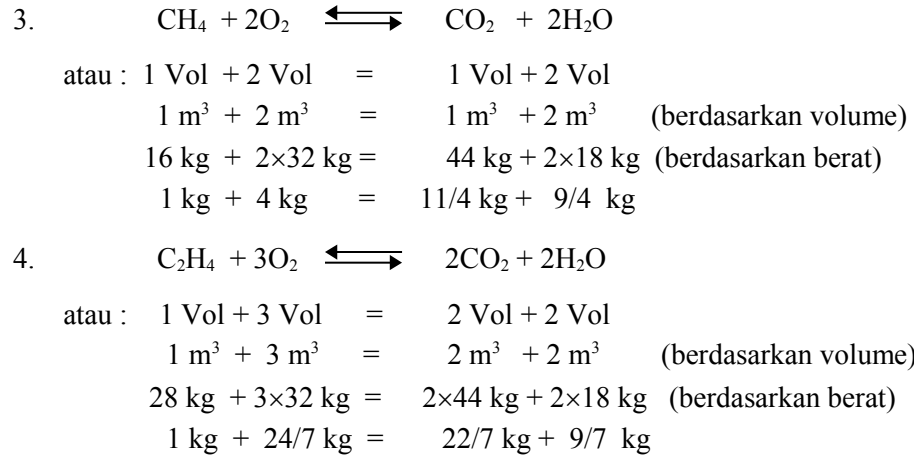 3. CH₄ + 2O₂ ⇌ CO₂ + 2H₂O
atau : 1 Vol + 2 Vol = 1 Vol + 2 Vol
1 m³ + 2 m³ = 1 m³ + 2 m³ (berdasarkan volume)
16 kg + 2×32 kg = 44 kg + 2×18 kg (berdasarkan berat)
1 kg + 4 kg = 11/4 kg + 9/4 kg
4. C₂H₄ + 3O₂ ⇌ 2CO₂ + 2H₂O
atau : 1 Vol + 3 Vol = 2 Vol + 2 Vol
1 m³ + 3 m³ = 2 m³ + 2 m³ (berdasarkan volume)
28 kg + 3×32 kg = 2×44 kg + 2×18 kg (berdasarkan berat)
1 kg + 24/7 kg = 22/7 kg + 9/7 kg